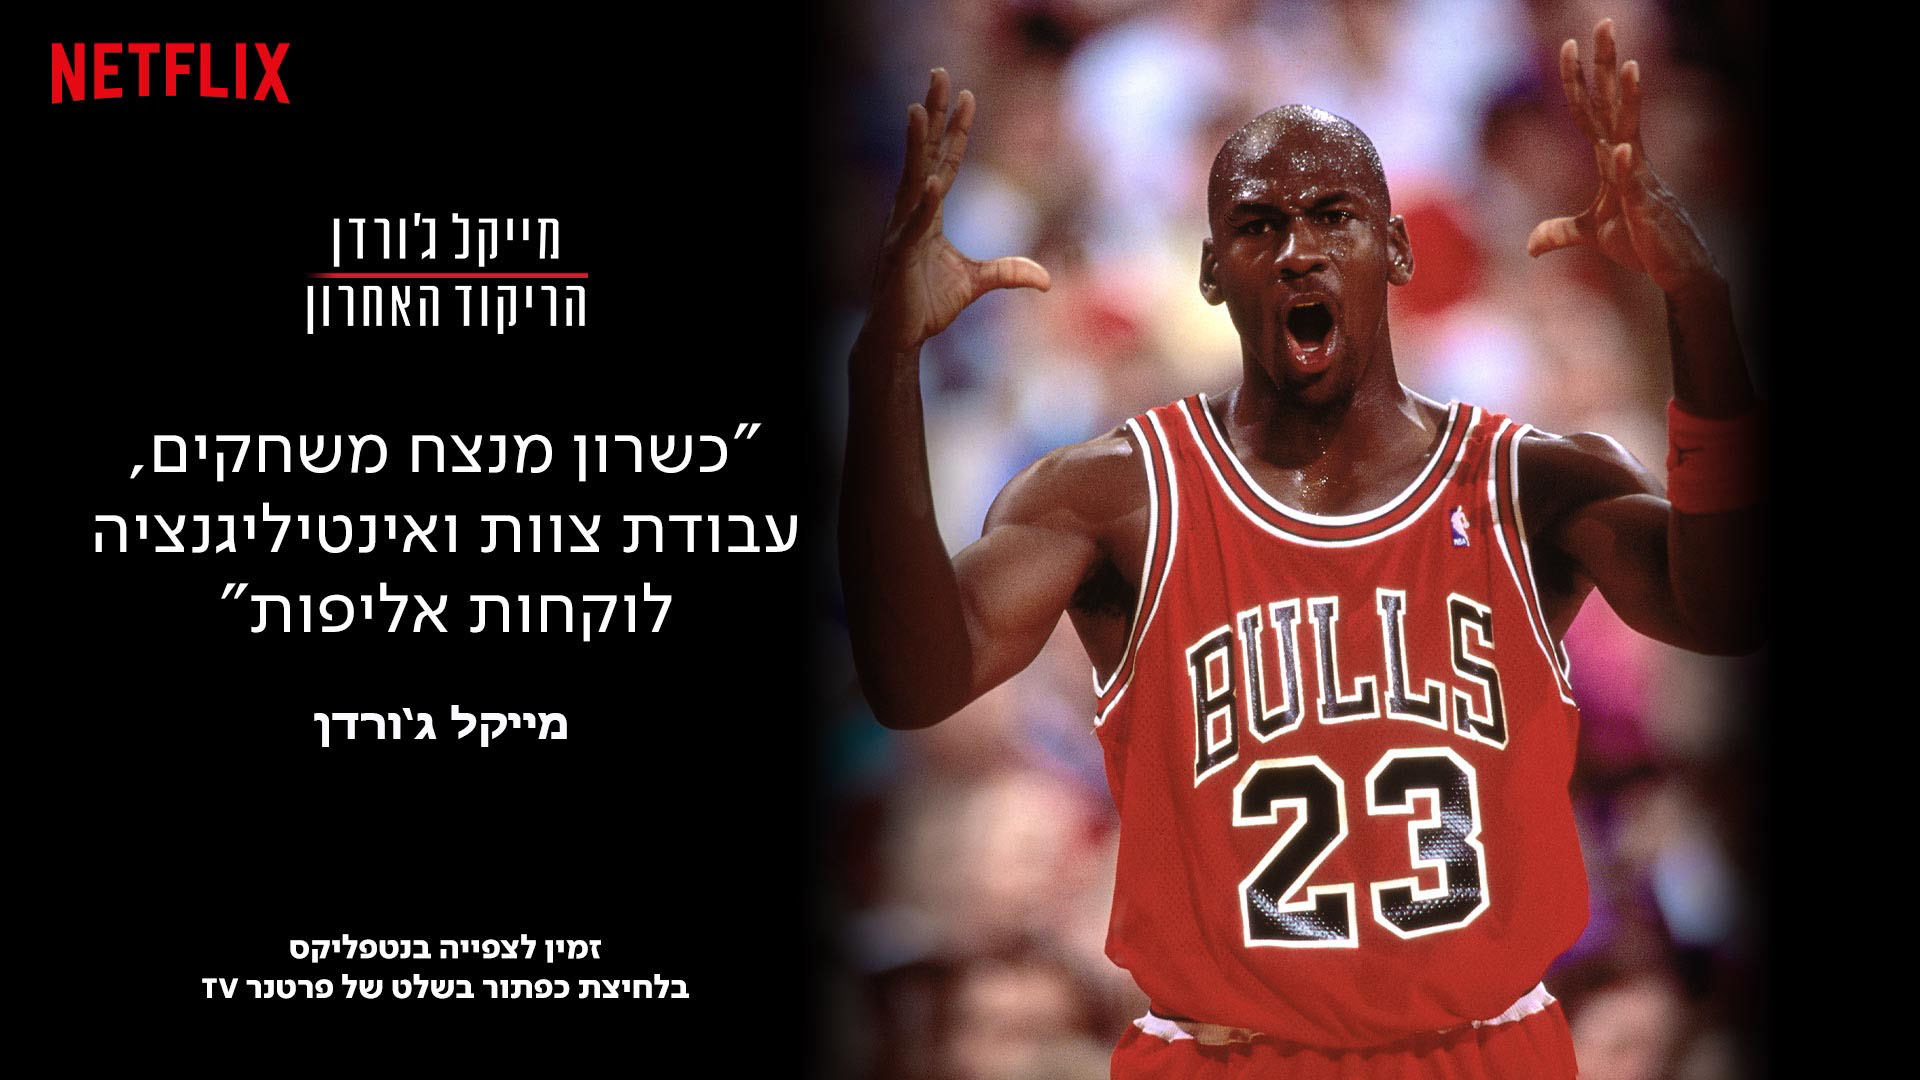 NETFLIX
מייקל ג'ורדן
הריקוד האחרון
"כשרון מנצח משחקים,
עבודת צוות ואינטיליגנציה
לוקחות אליפות"
מייקל ג'ורדן
זמין לצפייה בנטפליקס
בלחיצת כפתור בשלט של פרטנר TV
BULLS
23
NBA